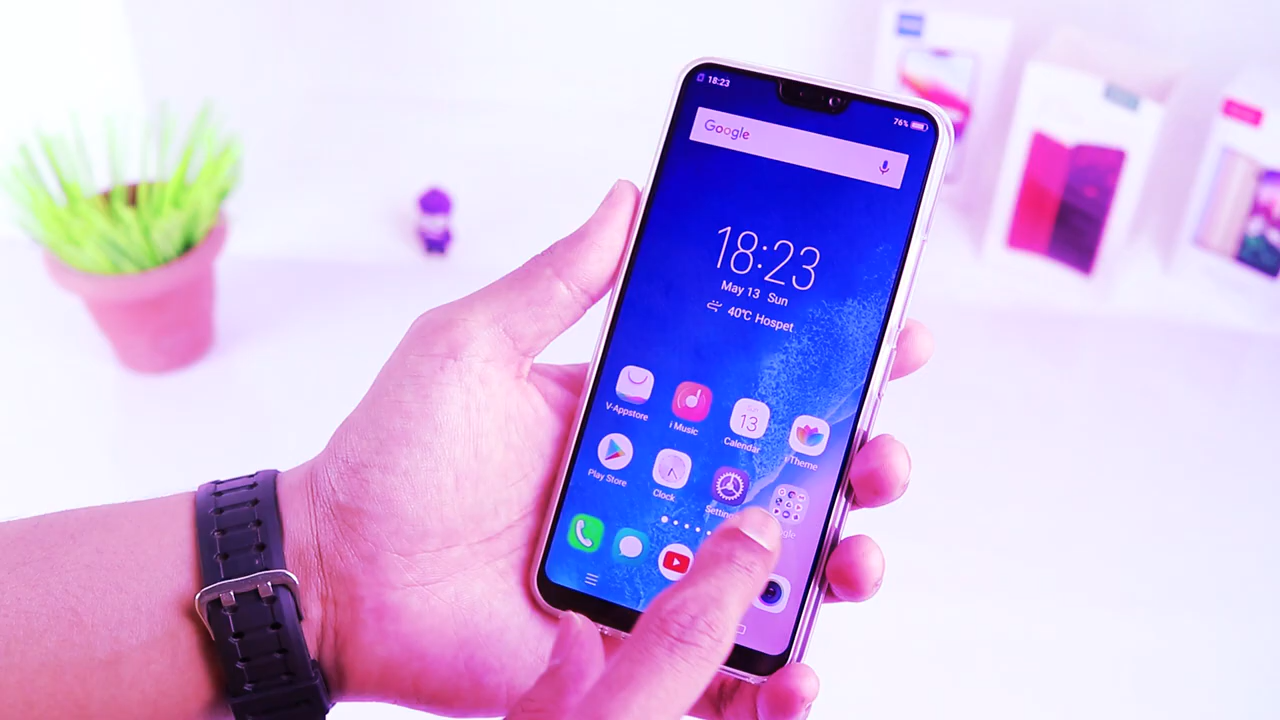 18:23
76%
Google
18:23
May 13 Sun
40℃ Hospet
V-Appstore
i Music
13
Calendar
i Theme
Play Store
Clock
Settings